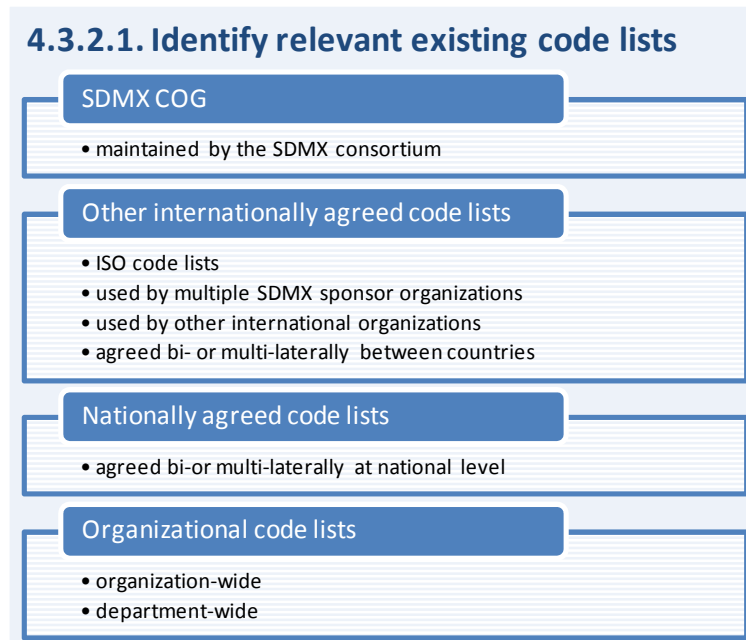 4.3.2.1. Identify relevant existing code lists
SDMX COG
• maintained by the SDMX consortium
Other internationally agreed code lists
• ISO code lists
• used by multiple SDMX sponsor organizations
• used by other international organizations
• agreed bi- or multi-laterally between countries
Nationally agreed code lists
• agreed bi-or multi-laterally at national level
Organizational code lists
• organization-wide
• department-wide